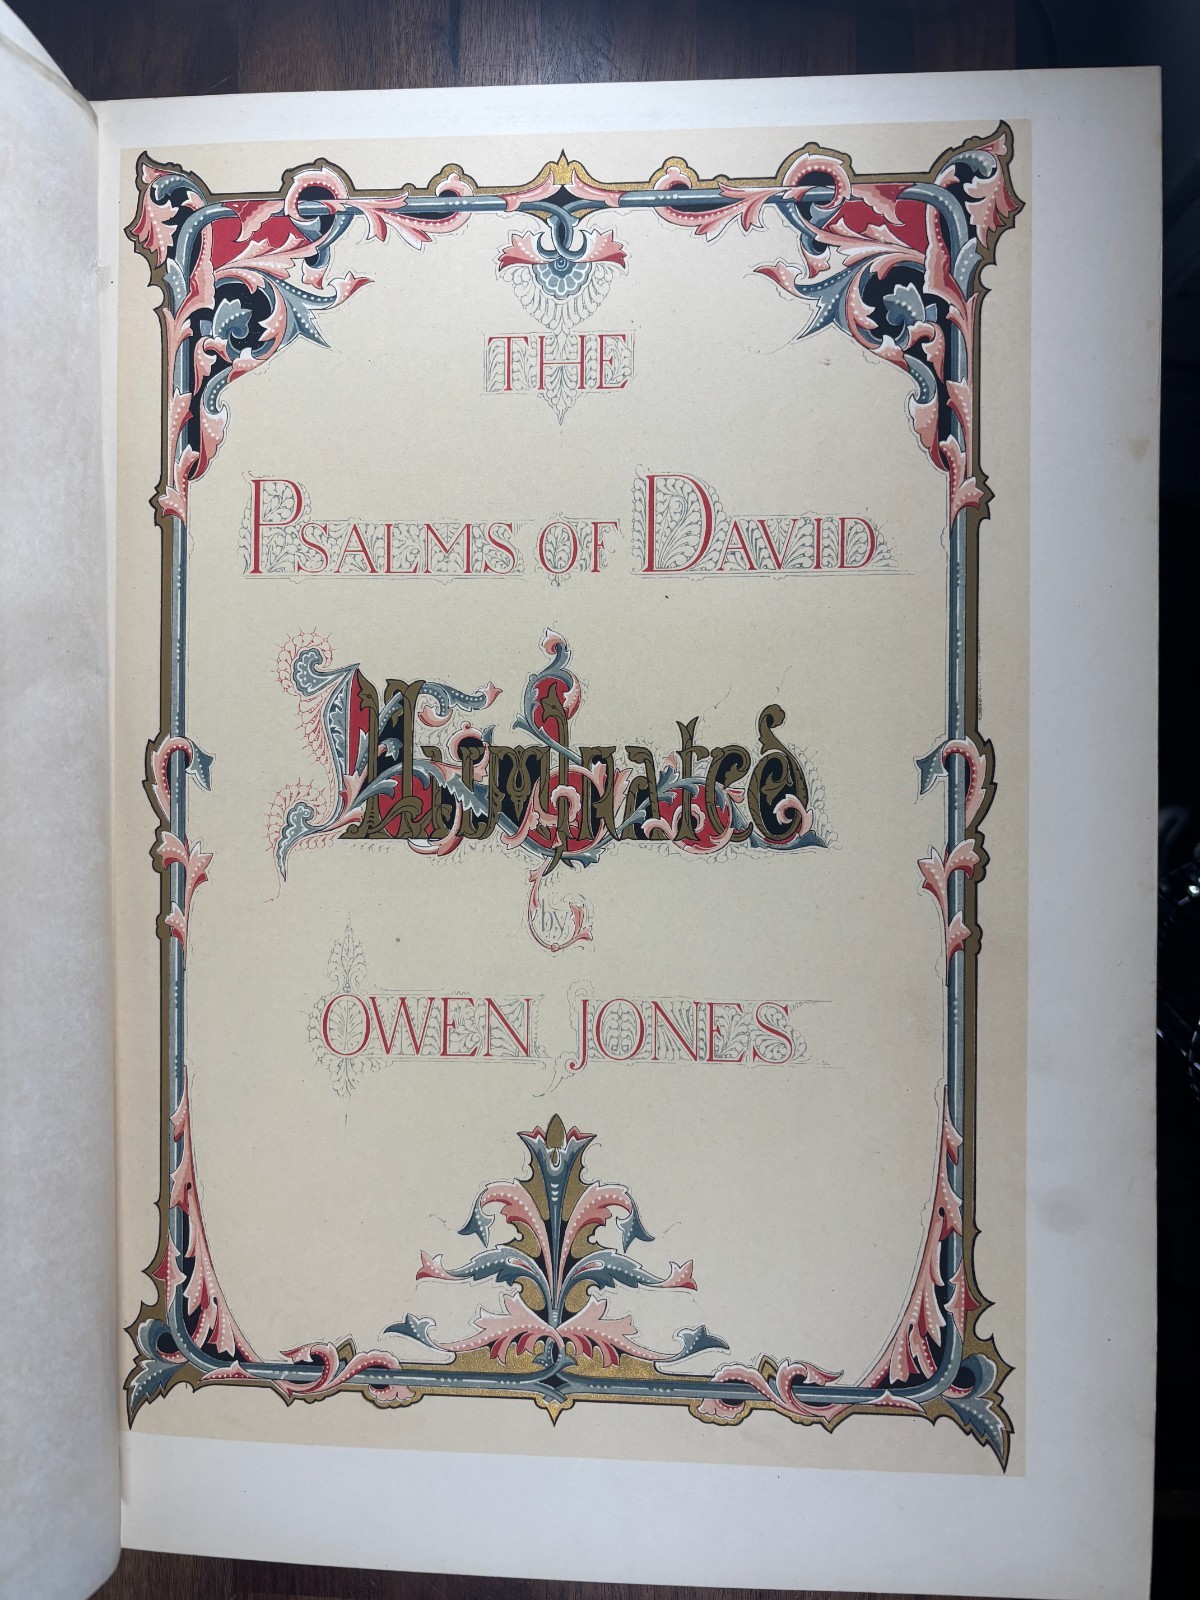 THE
PSALMS OF DAVID
Illuminated
by
OWEN JONES